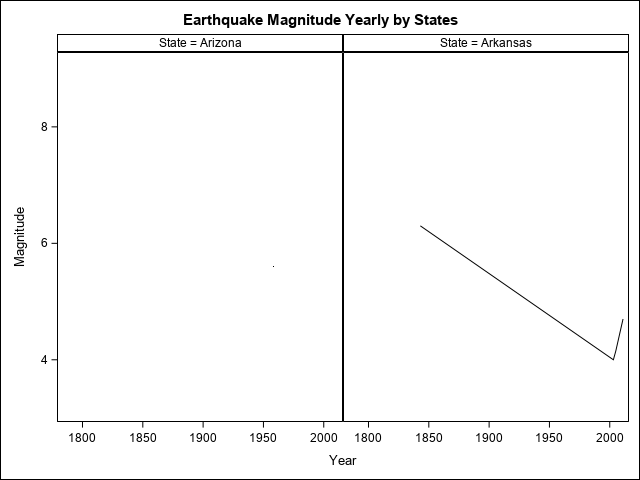 Earthquake Magnitude Yearly by States
State = Arizona State = Arkansas
8
6
4
Magnitude
1800 1850 1900 1950 2000 1800 1850 1900 1950 2000
Year